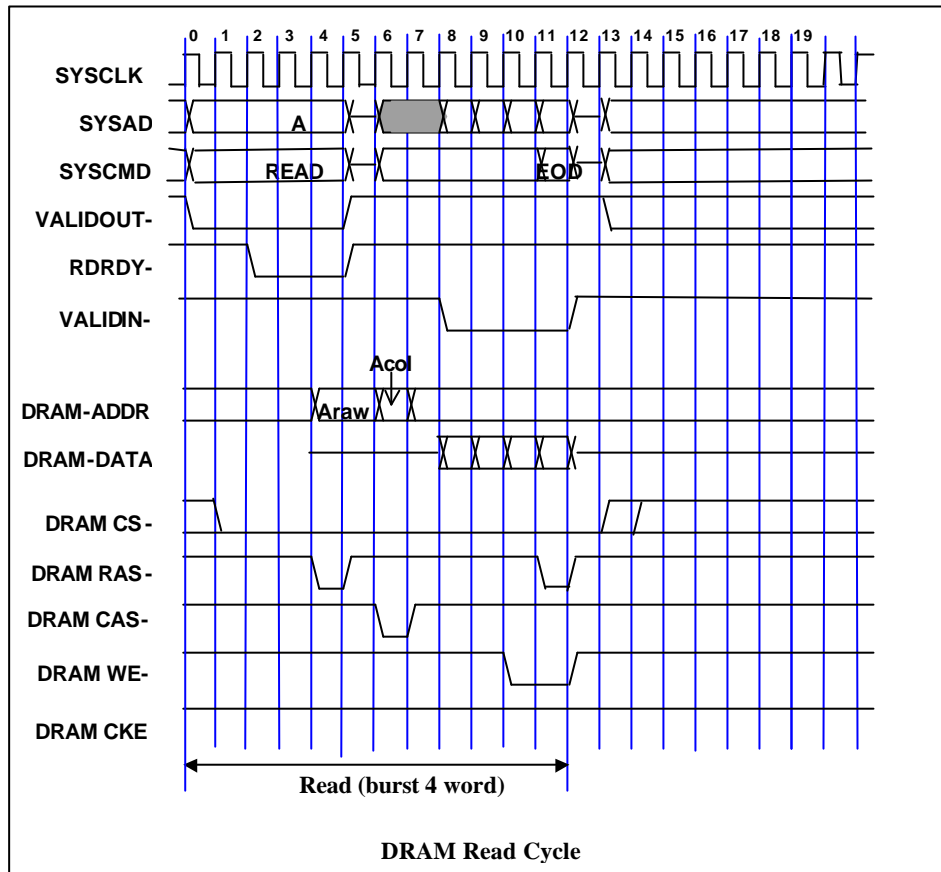 0 1 2 3 4 5 6 7 8 9 10 11 12 13 14 15 16 17 18 19
SYSCLK
SYSAD A
SYSCMD READ EOD
VALIDOUT-
RDRDY-
VALIDIN-
Acol
DRAM-ADDR Araw
DRAM-DATA
DRAM CS -
DRAM RAS -
DRAM CAS-
DRAM WE-
DRAM CKE
Read (burst 4 word)
DRAM Read Cycle